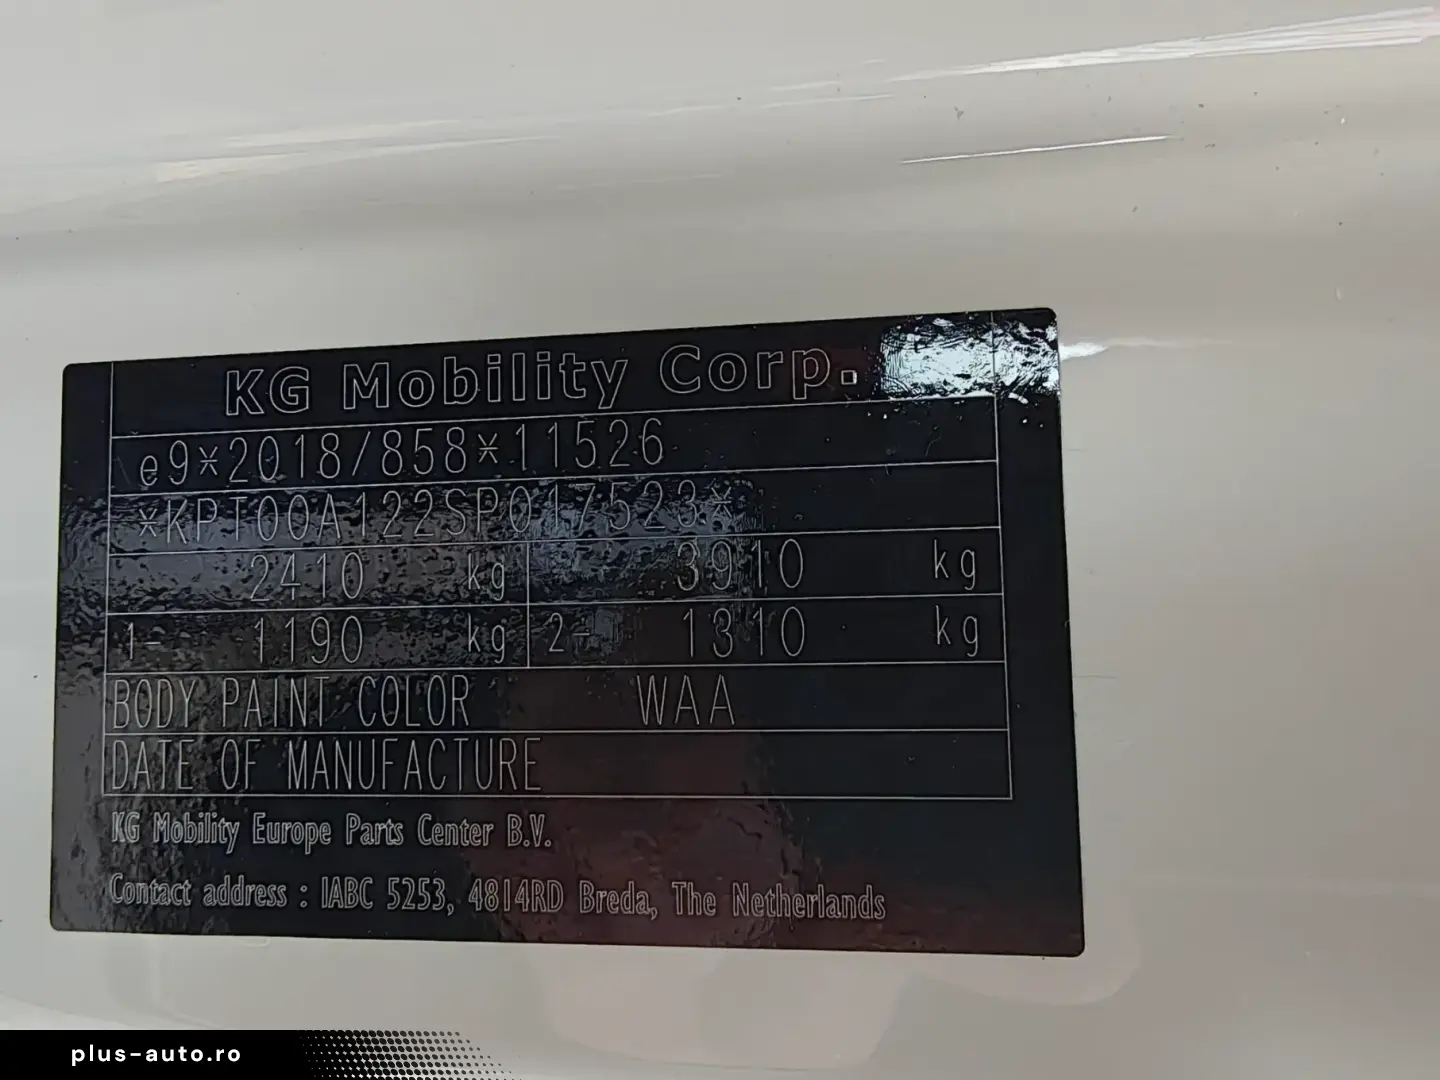 KG Mobility Corp.
e9*2018/858*11526
*KPT00A122SP017523*
2410 kg 3910 kg
1- 1190 kg 2- 1310 kg
BODY PAINT COLOR WAA
DATE OF MANUFACTURE
KG Mobility Europe Parts Center B.V.
Contact address : IABC 5253, 4814RD Breda, The Netherlands
plus-auto.ro